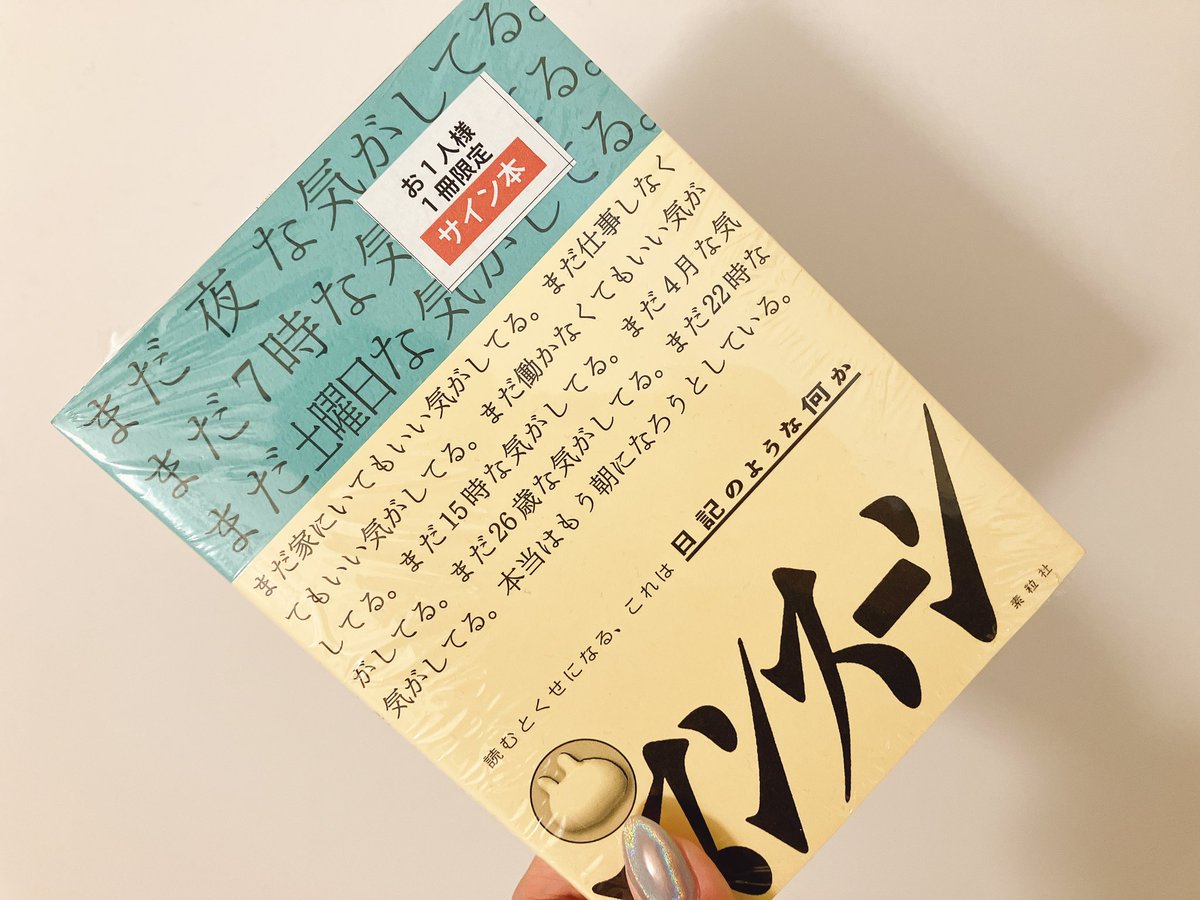 まだ夜な気がしてる。
まだ7時な気る。
まだ土曜日な気がしてる。
お1人様
1冊限定
サイン本
まだ家にいてもいい気がしてる。まだ仕事しなく
てもいい気がしてる。まだ働かなくてもいい気が
してる。まだ15時な気がしてる。まだ4月な気
がしてる。まだ26歳な気がしてる。まだ22時な
気がしてる。本当はもう朝になろうとしている。
読むとくせになる、これは日記のような何か
インスーン
素粒社